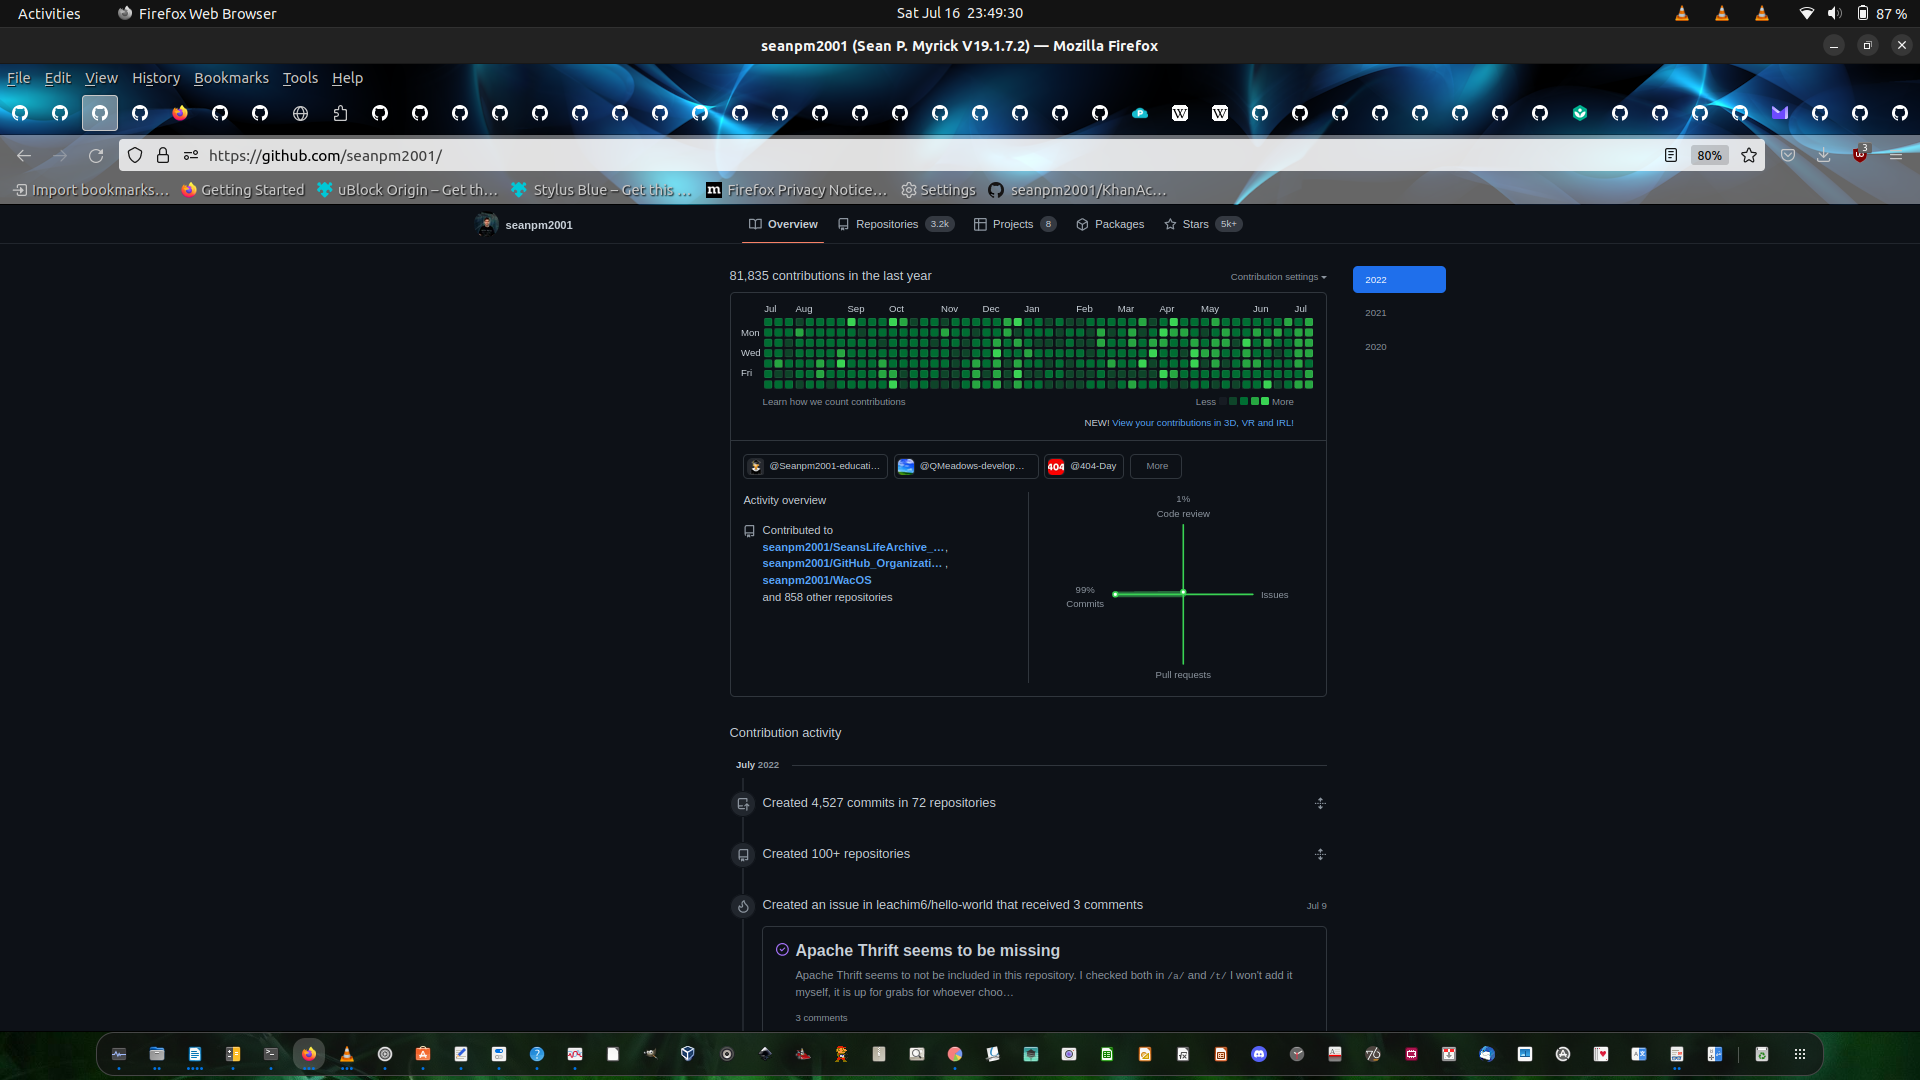 Activities Firefox Web Browser Sat Jul 16 23:49:30 87 %
seanpm2001 (Sean P. Myrick V19.1.7.2) — Mozilla Firefox
File Edit View History Bookmarks Tools Help
https://github.com/seanpm2001/ 80% 3
Import bookmarks… Getting Started uBlock Origin – Get th… Stylus Blue – Get this … Firefox Privacy Notice… Settings seanpm2001/KhanAc…
seanpm2001 Overview Repositories 3.2k Projects 8 Packages Stars 5k+
81,835 contributions in the last year Contribution settings 2022
Jul Aug Sep Oct Nov Dec Jan Feb Mar Apr May Jun Jul
2021
Mon
2020
Wed
Fri
Learn how we count contributions Less More
NEW! View your contributions in 3D, VR and IRL!
@Seanpm2001-educati… @QMeadows-develop… 404 @404-Day More
Activity overview
1%
Code review
Contributed to
seanpm2001/SeansLifeArchive_…,
seanpm2001/GitHub_Organizati… ,
seanpm2001/WacOS
and 858 other repositories
99%
Commits
Issues
Pull requests
Contribution activity
July 2022
Created 4,527 commits in 72 repositories
Created 100+ repositories
Created an issue in leachim6/hello-world that received 3 comments Jul 9
Apache Thrift seems to be missing
Apache Thrift seems to not be included in this repository. I checked both in /a/ and /t/ I won't add it
myself, it is up for grabs for whoever choo…
3 comments